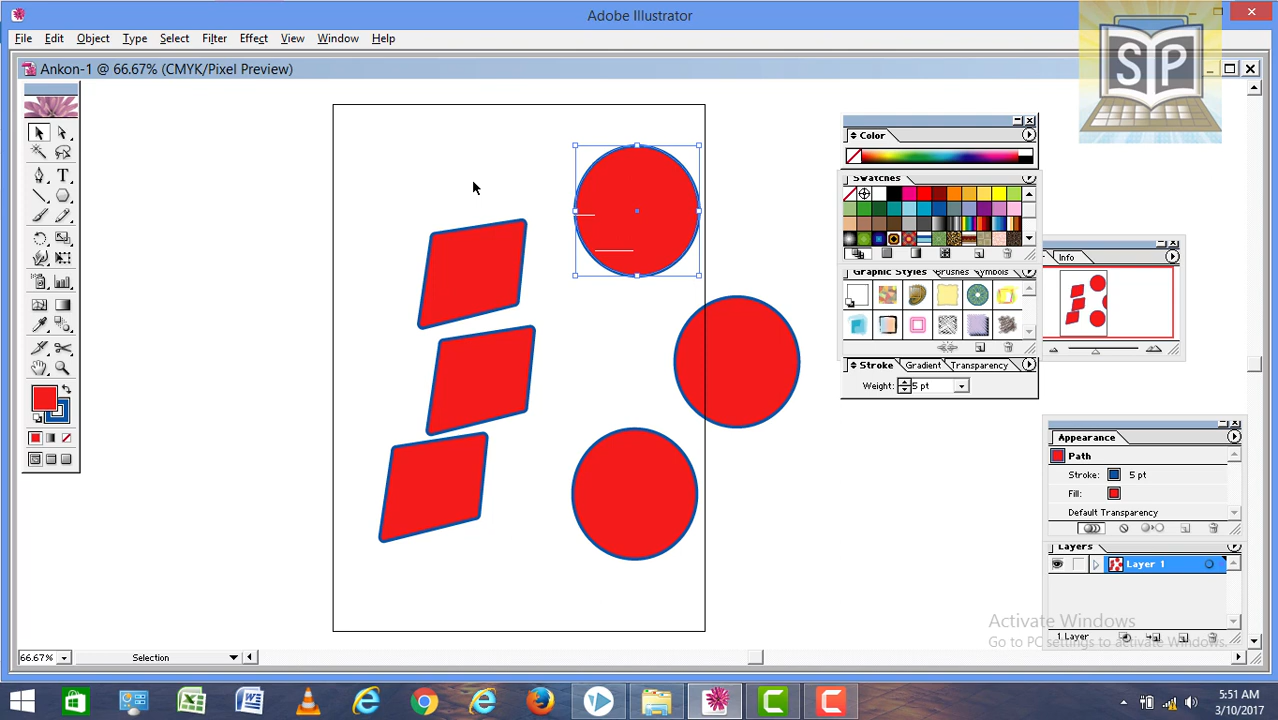 Adobe Illustrator
SP
File Edit Object Type Select Filter Effect View Window Help
Ankon-1 @ 66.67% (CMYK/Pixel Preview)
Color
Swatches
Info
Graphic Styles Brushes Symbols
Stroke Gradient Transparency
Weight: 5 pt
Appearance
Path
Stroke: 5 pt
Fill:
Default Transparency
Layers
Layer 1
Activate Windows
Go to PC settings to activate Windows.
1 Layer
66.67% Selection
5:51 AM
3/10/2017